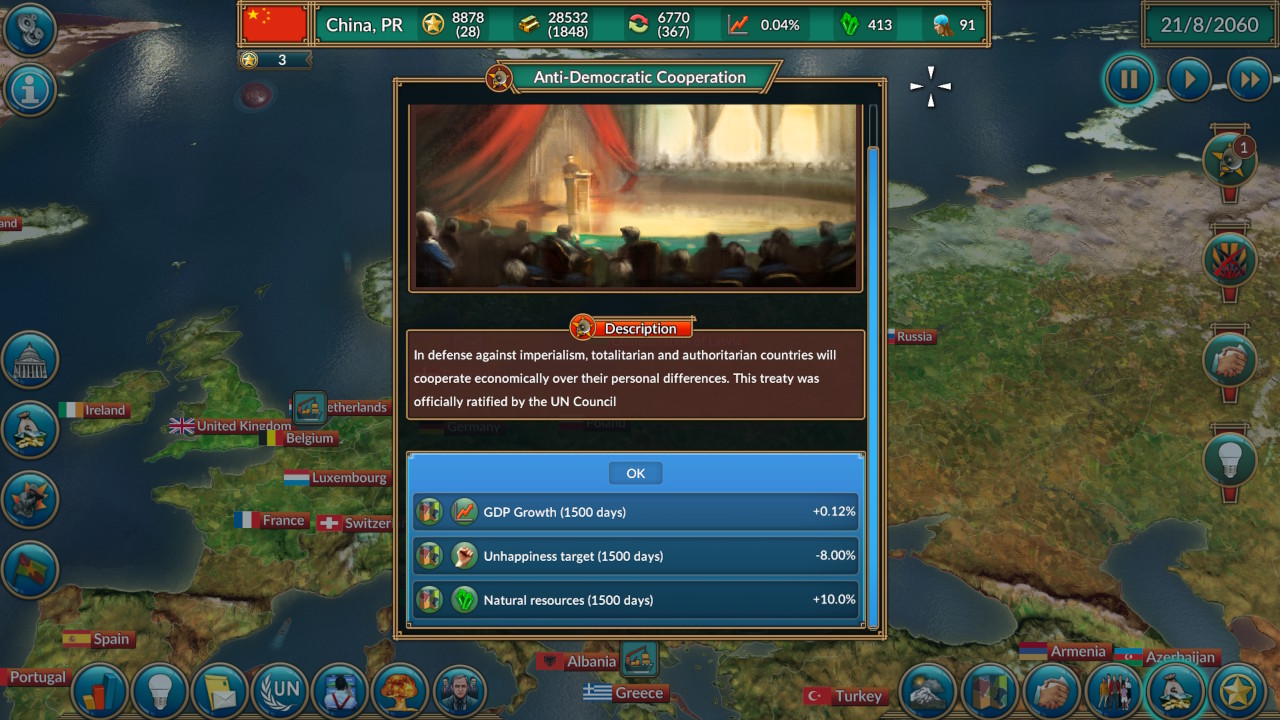 China, PR
8878
(28)
28532
(1848)
6770
(367)
0.04%
413
91
21/8/2060
3
Anti-Democratic Cooperation
1
and
Description
In defense against imperialism, totalitarian and authoritarian countries will
cooperate economically over their personal differences. This treaty was
officially ratified by the UN Council
Russia
Ireland
etherlands
United Kingdom
Belgium
Germany
Poland
Luxembourg
OK
France
Switzer
GDP Growth (1500 days)
+0.12%
Unhappiness target (1500 days)
-8.00%
Natural resources (1500 days)
+10.0%
Spain
Portugal
Albania
Greece
Turkey
Armenia
Azerbaijan
UN